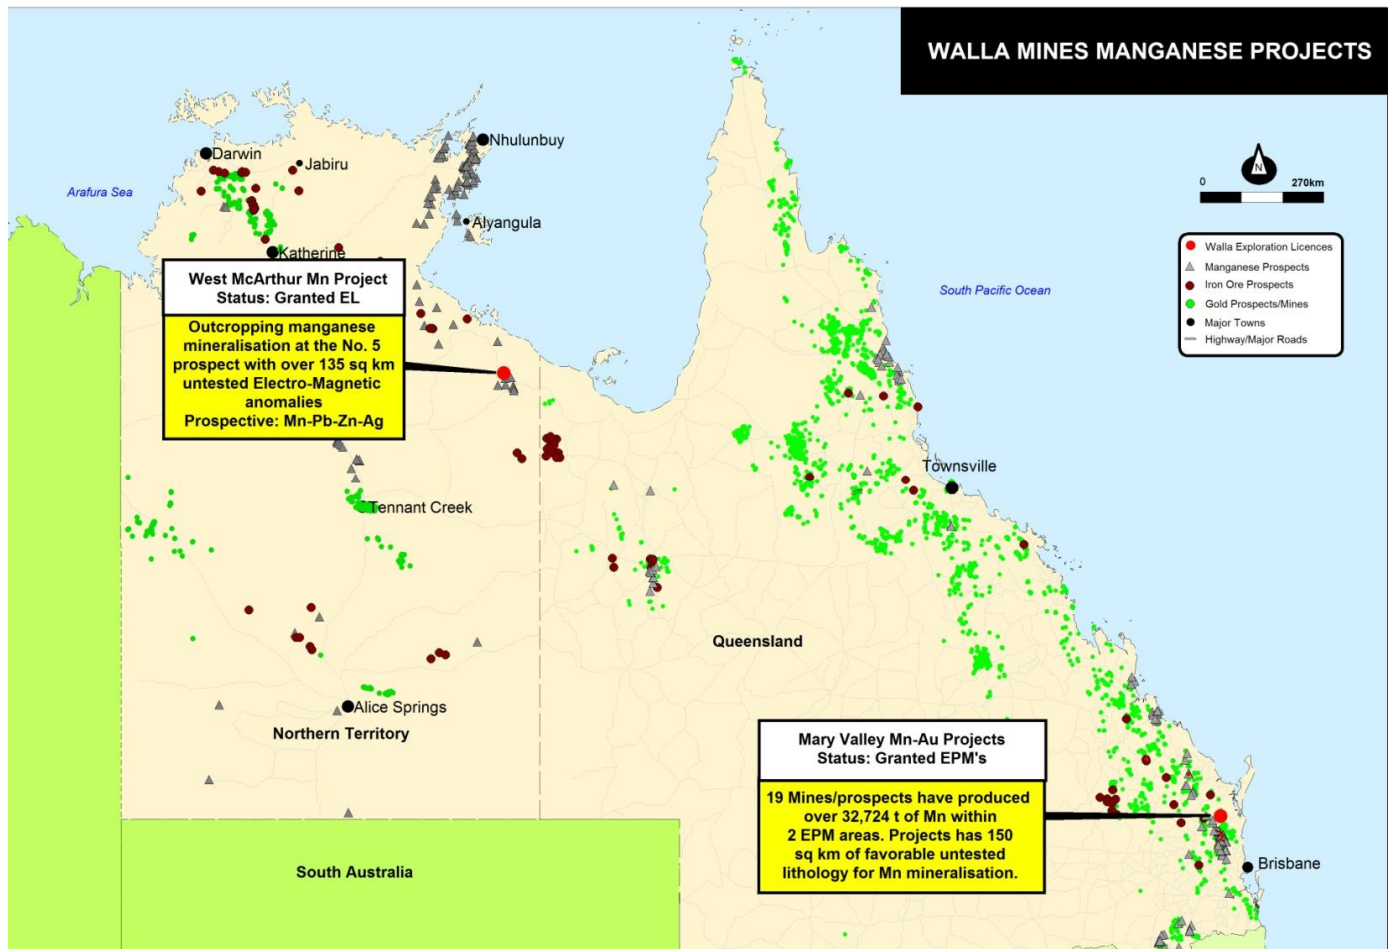 WALLA MINES MANGANESE PROJECTS
Nhulunbuy
Darwin
Jabiru
Arafura Sea
N
0 270km
Alyangula
Katherine
Walla Exploration Licences
Manganese Prospects
Iron Ore Prospects
Gold Prospects/Mines
Major Towns
Highway/Major Roads
West McArthur Mn Project
Status: Granted EL
Outcropping manganese
mineralisation at the No. 5
prospect with over 135 sq km
untested Electro-Magnetic
anomalies
Prospective: Mn-Pb-Zn-Ag
South Pacific Ocean
Townsville
Tennant Creek
Queensland
Alice Springs
Northern Territory
Mary Valley Mn-Au Projects
Status: Granted EPM's
19 Mines/prospects have produced
over 32,724 t of Mn within
2 EPM areas. Projects has 150
sq km of favorable untested
lithology for Mn mineralisation.
South Australia
Brisbane